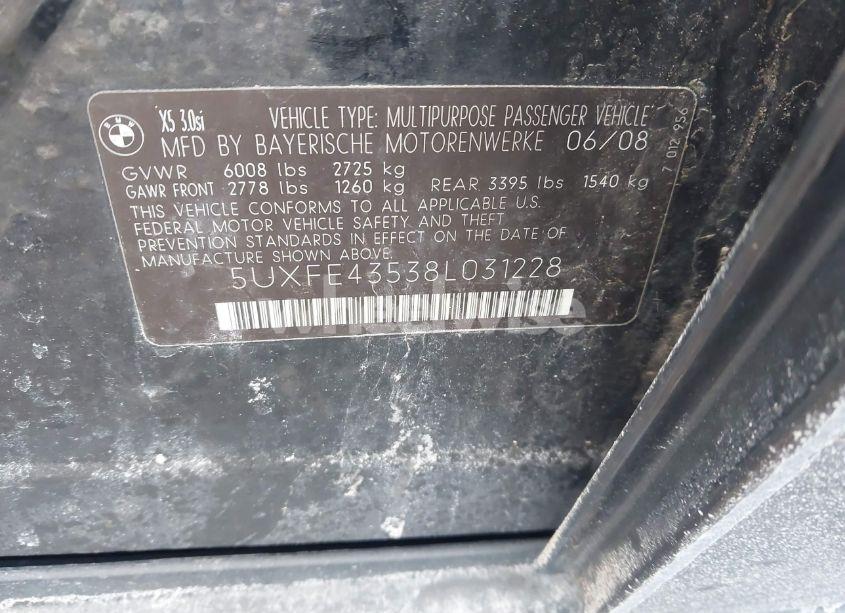 BMW
X5 3.0si VEHICLE TYPE: MULTIPURPOSE PASSENGER VEHICLE
MFD BY BAYERISCHE MOTORENWERKE 06/08
GVWR 6008 lbs 2725 kg
GAWR FRONT 2778 lbs 1260 kg REAR 3395 lbs 1540 kg
THIS VEHICLE CONFORMS TO ALL APPLICABLE U.S.
FEDERAL MOTOR VEHICLE SAFETY AND THEFT
PREVENTION STANDARDS IN EFFECT ON THE DATE OF
MANUFACTURE SHOWN ABOVE.
5UXFE43538L031228
7 012 956
wheelwise